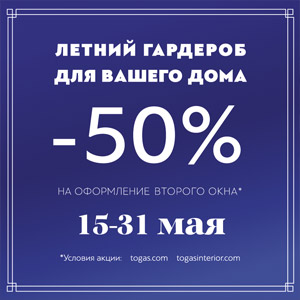 ЛЕТНИЙ ГАРДЕРОБ
ДЛЯ ВАШЕГО ДОМА
-50%
НА ОФОРМЛЕНИЕ ВТОРОГО ОКНА*
15-31 мая
*Условия акции: togas.com togasinterior.com